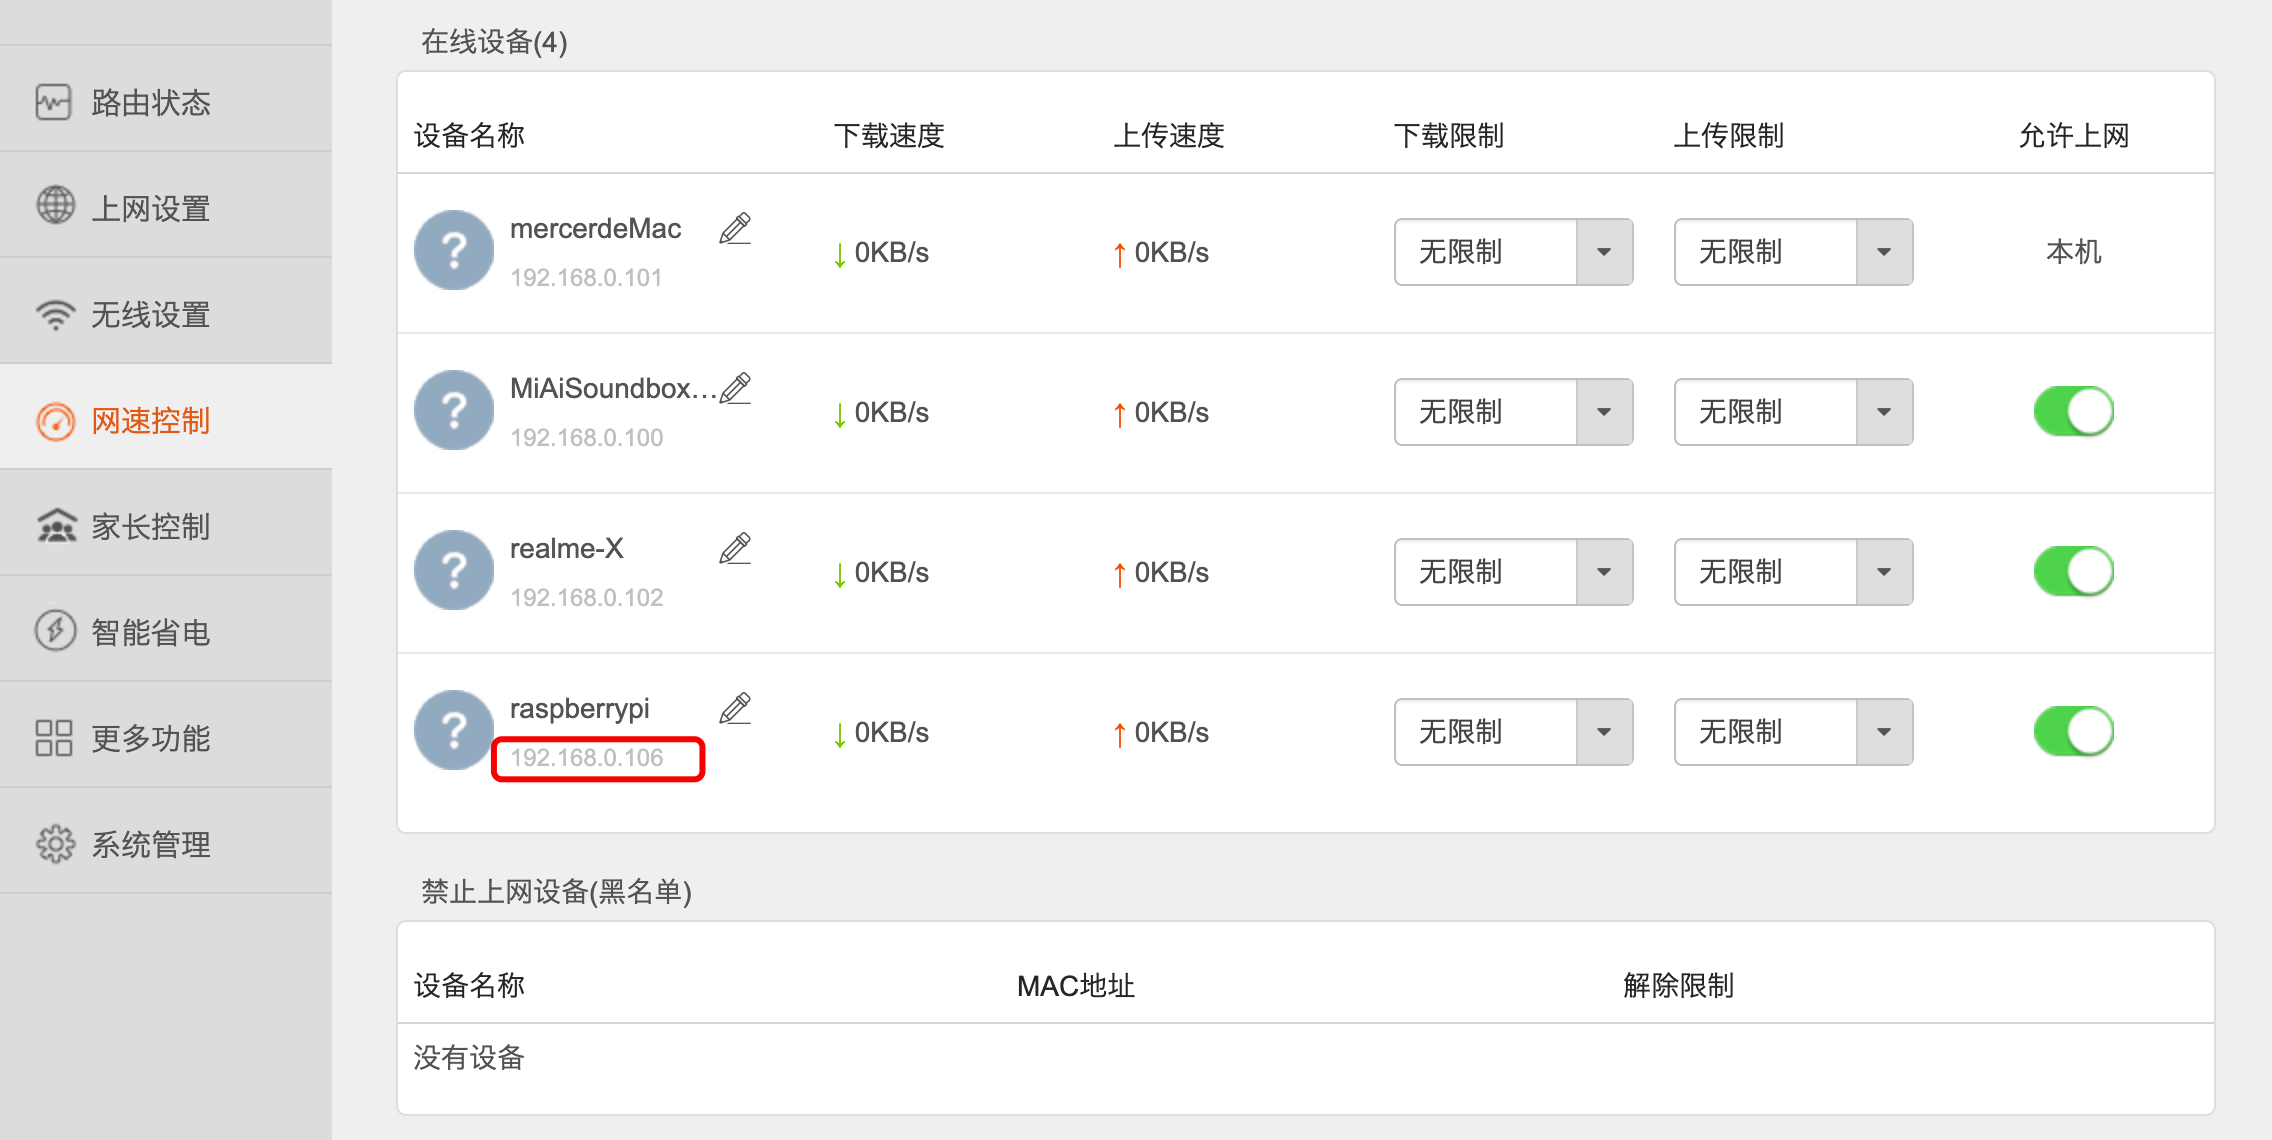 路由状态
上网设置
无线设置
网速控制
家长控制
智能省电
更多功能
系统管理
在线设备(4)
设备名称 下载速度 上传速度 下载限制 上传限制 允许上网
mercerdeMac
192.168.0.101
↓ 0KB/s ↑ 0KB/s 无限制 无限制 本机
MiAiSoundbox...
192.168.0.100
↓ 0KB/s ↑ 0KB/s 无限制 无限制
realme-X
192.168.0.102
↓ 0KB/s ↑ 0KB/s 无限制 无限制
raspberrypi
192.168.0.106
↓ 0KB/s ↑ 0KB/s 无限制 无限制
禁止上网设备(黑名单)
设备名称 MAC地址 解除限制
没有设备